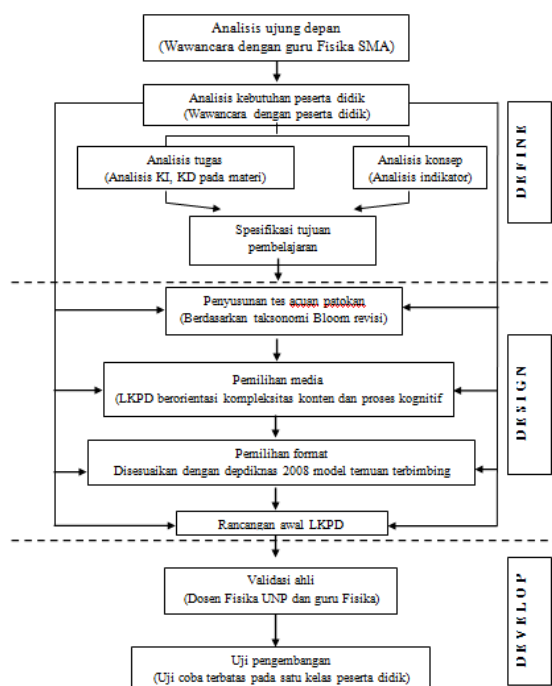 Analisis ujung depan
(Wawancara dengan guru Fisika SMA)
Analisis kebutuhan peserta didik
(Wawancara dengan peserta didik)
Analisis tugas
(Analisis KI, KD pada materi)
Analisis konsep
(Analisis indikator)
Spesifikasi tujuan
pembelajaran
DEFINE
Penyusunan tes acuan patokan
(Berdasarkan taksonomi Bloom revisi)
Pemilihan media
(LKPD berorientasi kompleksitas konten dan proses kognitif
Pemilihan format
Disesuaikan dengan depdiknas 2008 model temuan terbimbing
Rancangan awal LKPD
DESIGN
Validasi ahli
(Dosen Fisika UNP dan guru Fisika)
Uji pengembangan
(Uji coba terbatas pada satu kelas peserta didik)
DEVELOP